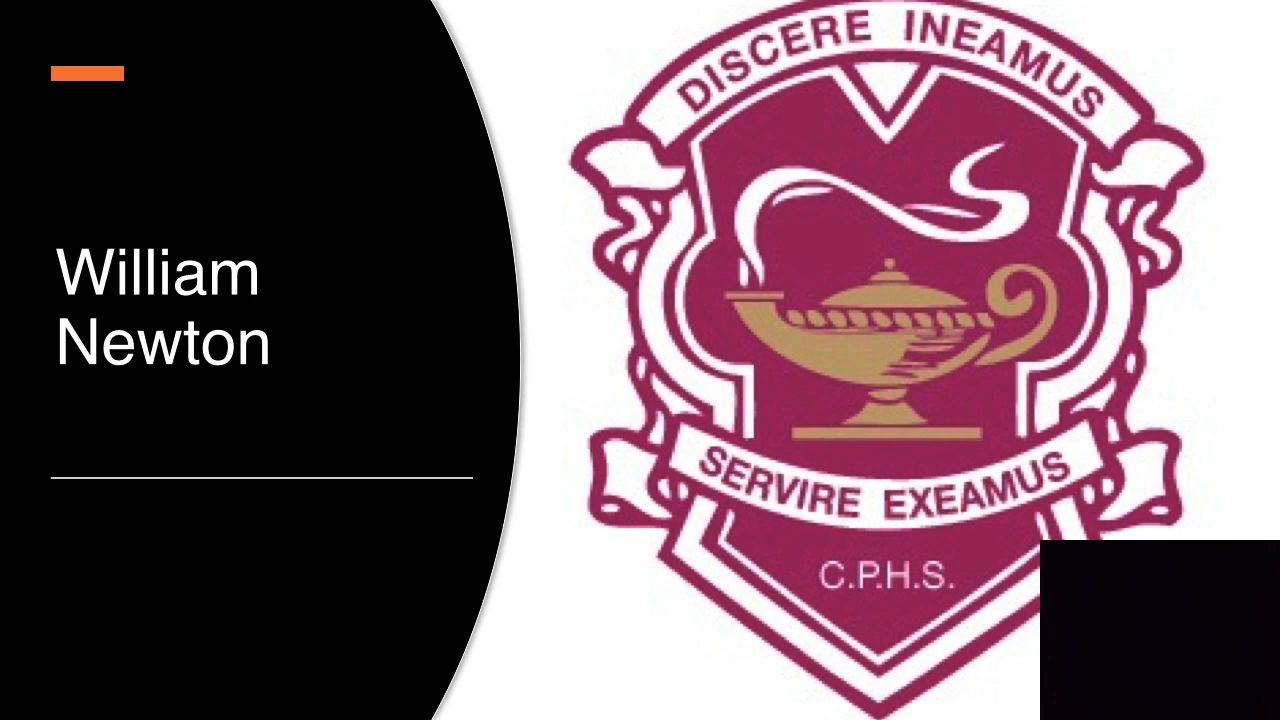 William
Newton
DISCERE INEAMUS
SERVIRE EXEAMUS
C.P.H.S.